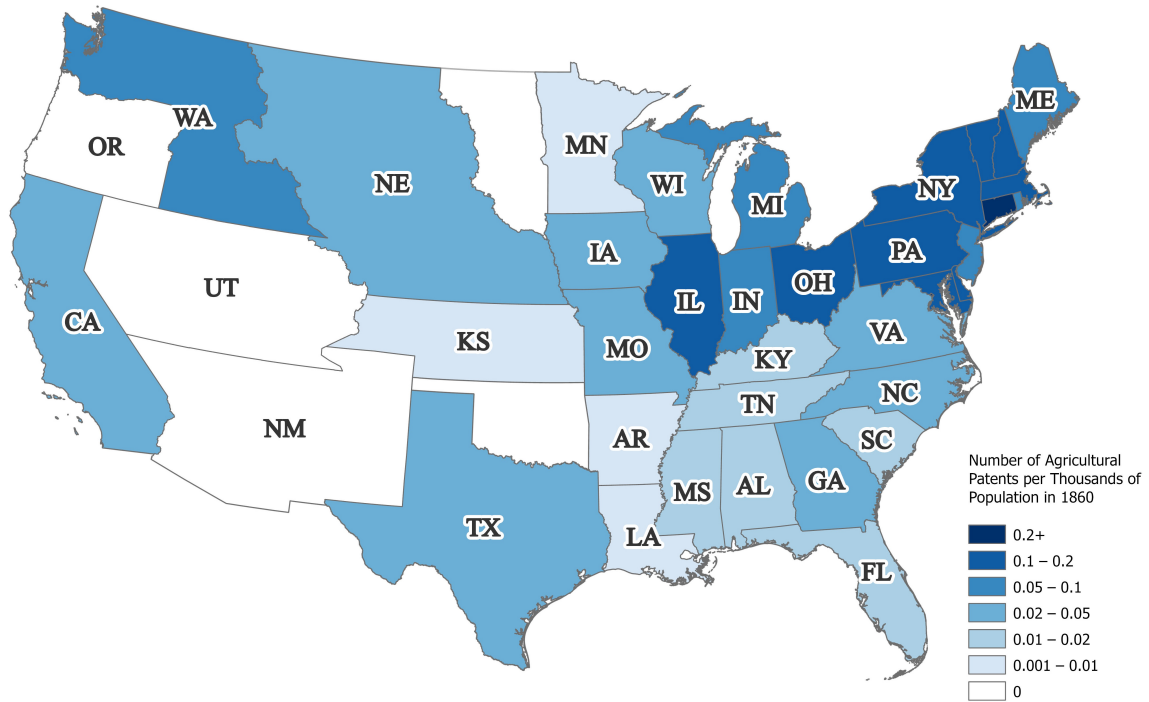 ME
WA
OR
MN
NE
WI
NY
MI
IA
PA
UT
OH
IL
IN
CA
VA
KS
MO
KY
NC
TN
NM
AR
SC
MS
AL
GA
TX
LA
FL
Number of Agricultural
Patents per Thousands of
Population in 1860
0.2+
0.1 – 0.2
0.05 – 0.1
0.02 – 0.05
0.01 – 0.02
0.001 – 0.01
0